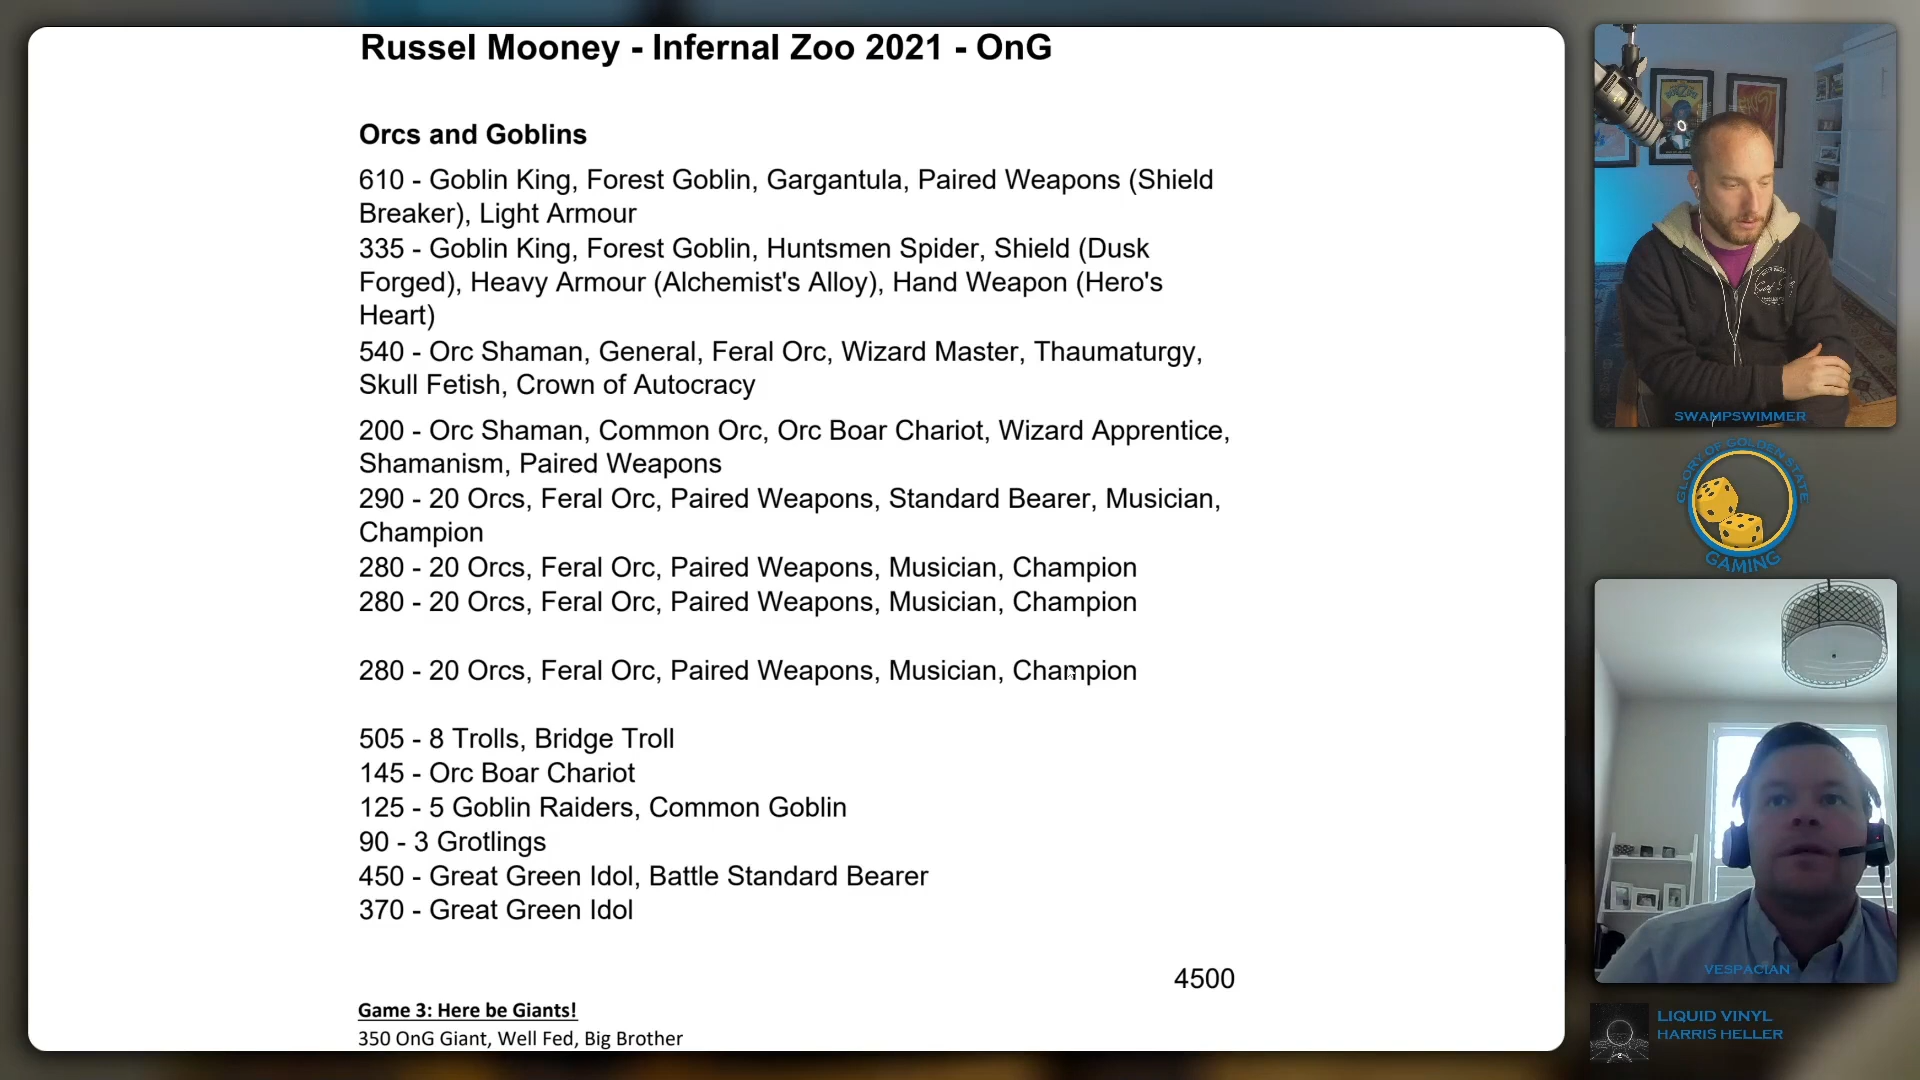 Russel Mooney - Infernal Zoo 2021 - OnG
Orcs and Goblins
610 - Goblin King, Forest Goblin, Gargantula, Paired Weapons (Shield
Breaker), Light Armour
335 - Goblin King, Forest Goblin, Huntsmen Spider, Shield (Dusk
Forged), Heavy Armour (Alchemist's Alloy), Hand Weapon (Hero's
Heart)
540 - Orc Shaman, General, Feral Orc, Wizard Master, Thaumaturgy,
Skull Fetish, Crown of Autocracy
200 - Orc Shaman, Common Orc, Orc Boar Chariot, Wizard Apprentice,
Shamanism, Paired Weapons
290 - 20 Orcs, Feral Orc, Paired Weapons, Standard Bearer, Musician,
Champion
280 - 20 Orcs, Feral Orc, Paired Weapons, Musician, Champion
280 - 20 Orcs, Feral Orc, Paired Weapons, Musician, Champion
280 - 20 Orcs, Feral Orc, Paired Weapons, Musician, Champion
505 - 8 Trolls, Bridge Troll
145 - Orc Boar Chariot
125 - 5 Goblin Raiders, Common Goblin
90 - 3 Grotlings
450 - Great Green Idol, Battle Standard Bearer
370 - Great Green Idol
4500
Game 3: Here be Giants!
350 OnG Giant, Well Fed, Big Brother
SWAMPSWIMMER
GLORY OF GOLDEN STATE
GAMING
VESPACIAN
LIQUID VINYL
HARRIS HELLER